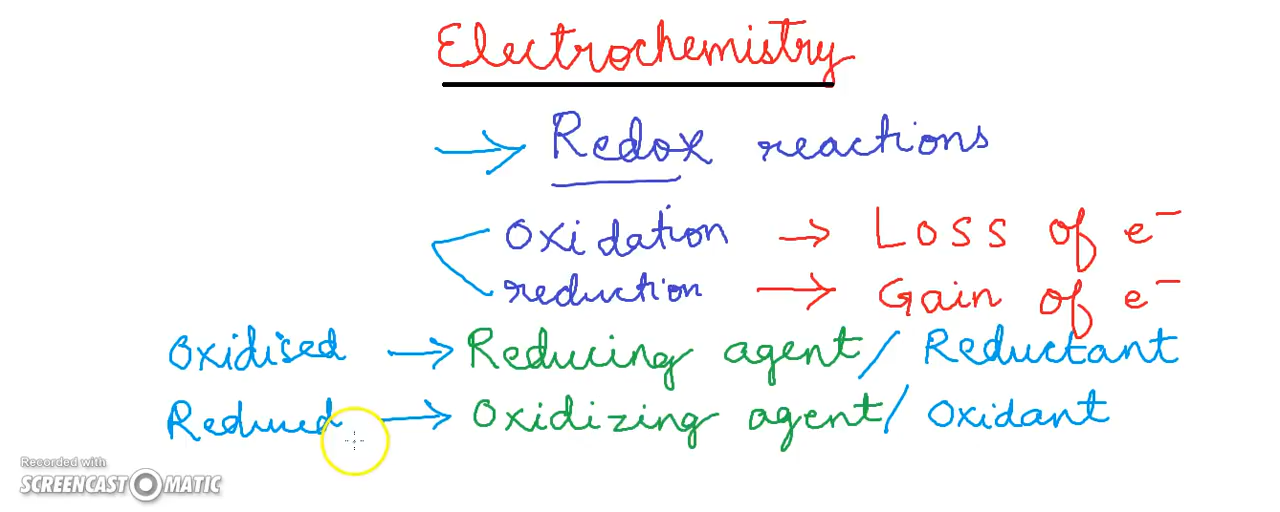 Electrochemistry
→ Redox reactions
Oxidation → Loss of e⁻
reduction → Gain of e⁻
Oxidised → Reducing agent / Reductant
Reduced → Oxidizing agent / Oxidant
Recorded with
SCREENCAST-O-MATIC